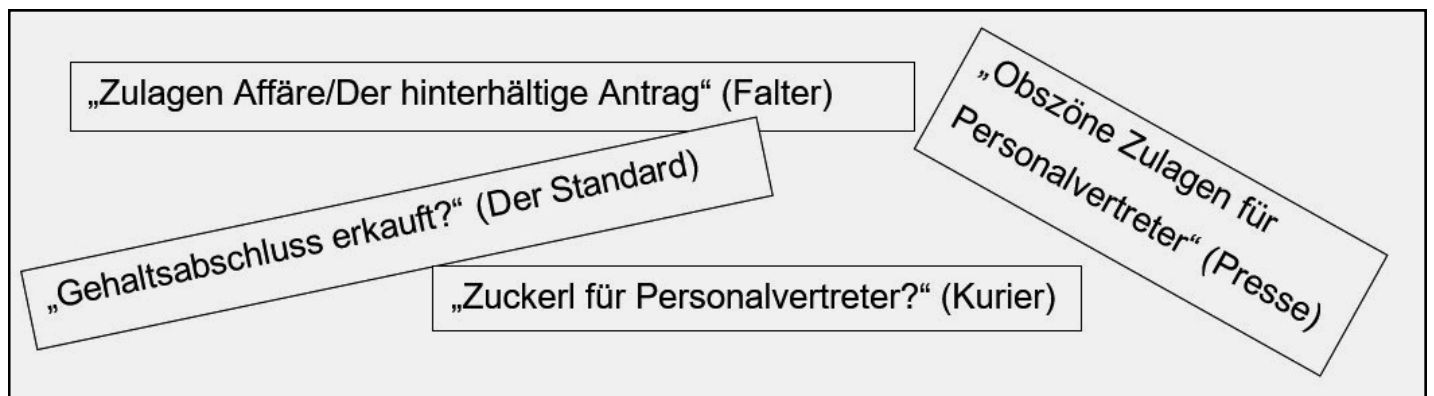 „Zulagen Affäre/Der hinterhältige Antrag“ (Falter)
„Obszöne Zulagen für
Personalvertreter“ (Presse)
„Gehaltsabschluss erkauft?“ (Der Standard)
„Zuckerl für Personalvertreter?“ (Kurier)